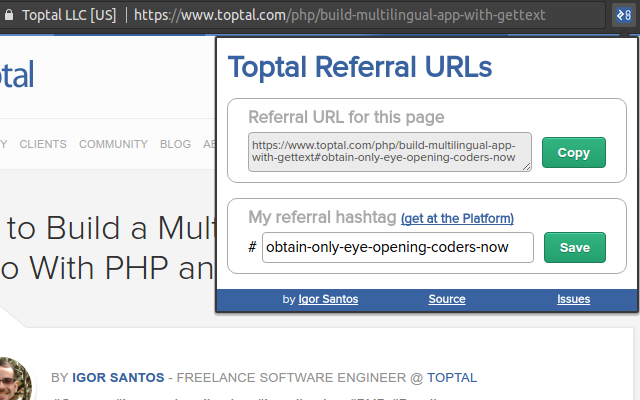 Toptal LLC [US] https://www.toptal.com/php/build-multilingual-app-with-gettext
Toptal Referral URLs
Referral URL for this page
https://www.toptal.com/php/build-multilingual-app-
with-gettext#obtain-only-eye-opening-coders-now
Copy
My referral hashtag (get at the Platform)
# obtain-only-eye-opening-coders-now
Save
by Igor Santos Source Issues
ptal
Y CLIENTS COMMUNITY BLOG AB
to Build a Mult
o With PHP an
BY IGOR SANTOS - FREELANCE SOFTWARE ENGINEER @ TOPTAL